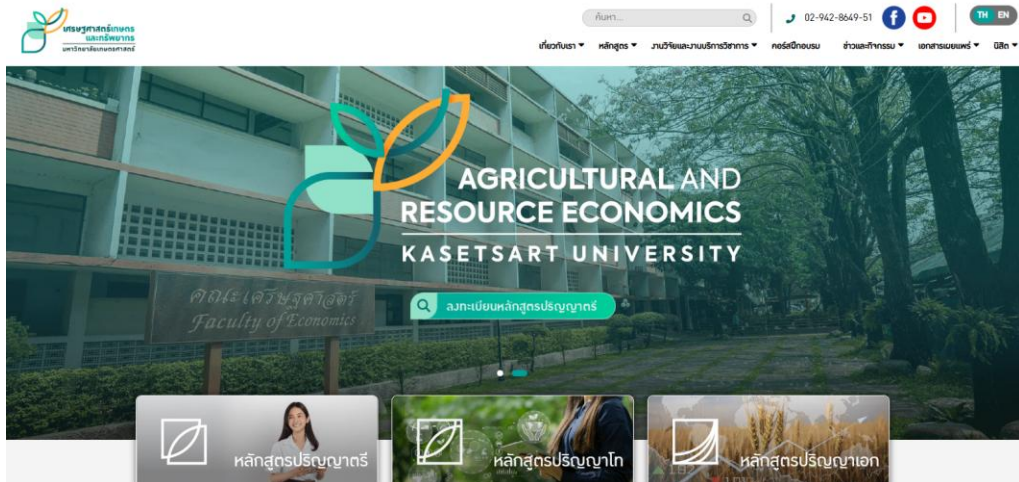 เศรษฐศาสตร์เกษตร
และทรัพยากร
มหาวิทยาลัยเกษตรศาสตร์
ค้นหา...
02-942-8649-51
TH EN
เกี่ยวกับเรา
หลักสูตร
งานวิจัยและงานบริการวิชาการ
คอร์สฝึกอบรม
ข่าวและกิจกรรม
เอกสารเผยแพร่
นิสิต
AGRICULTURAL AND
RESOURCE ECONOMICS
KASETSART UNIVERSITY
คณะเศรษฐศาสตร์
Faculty of Economics
ลงทะเบียนหลักสูตรปริญญาตรี
หลักสูตรปริญญาตรี
หลักสูตรปริญญาโท
หลักสูตรปริญญาเอก